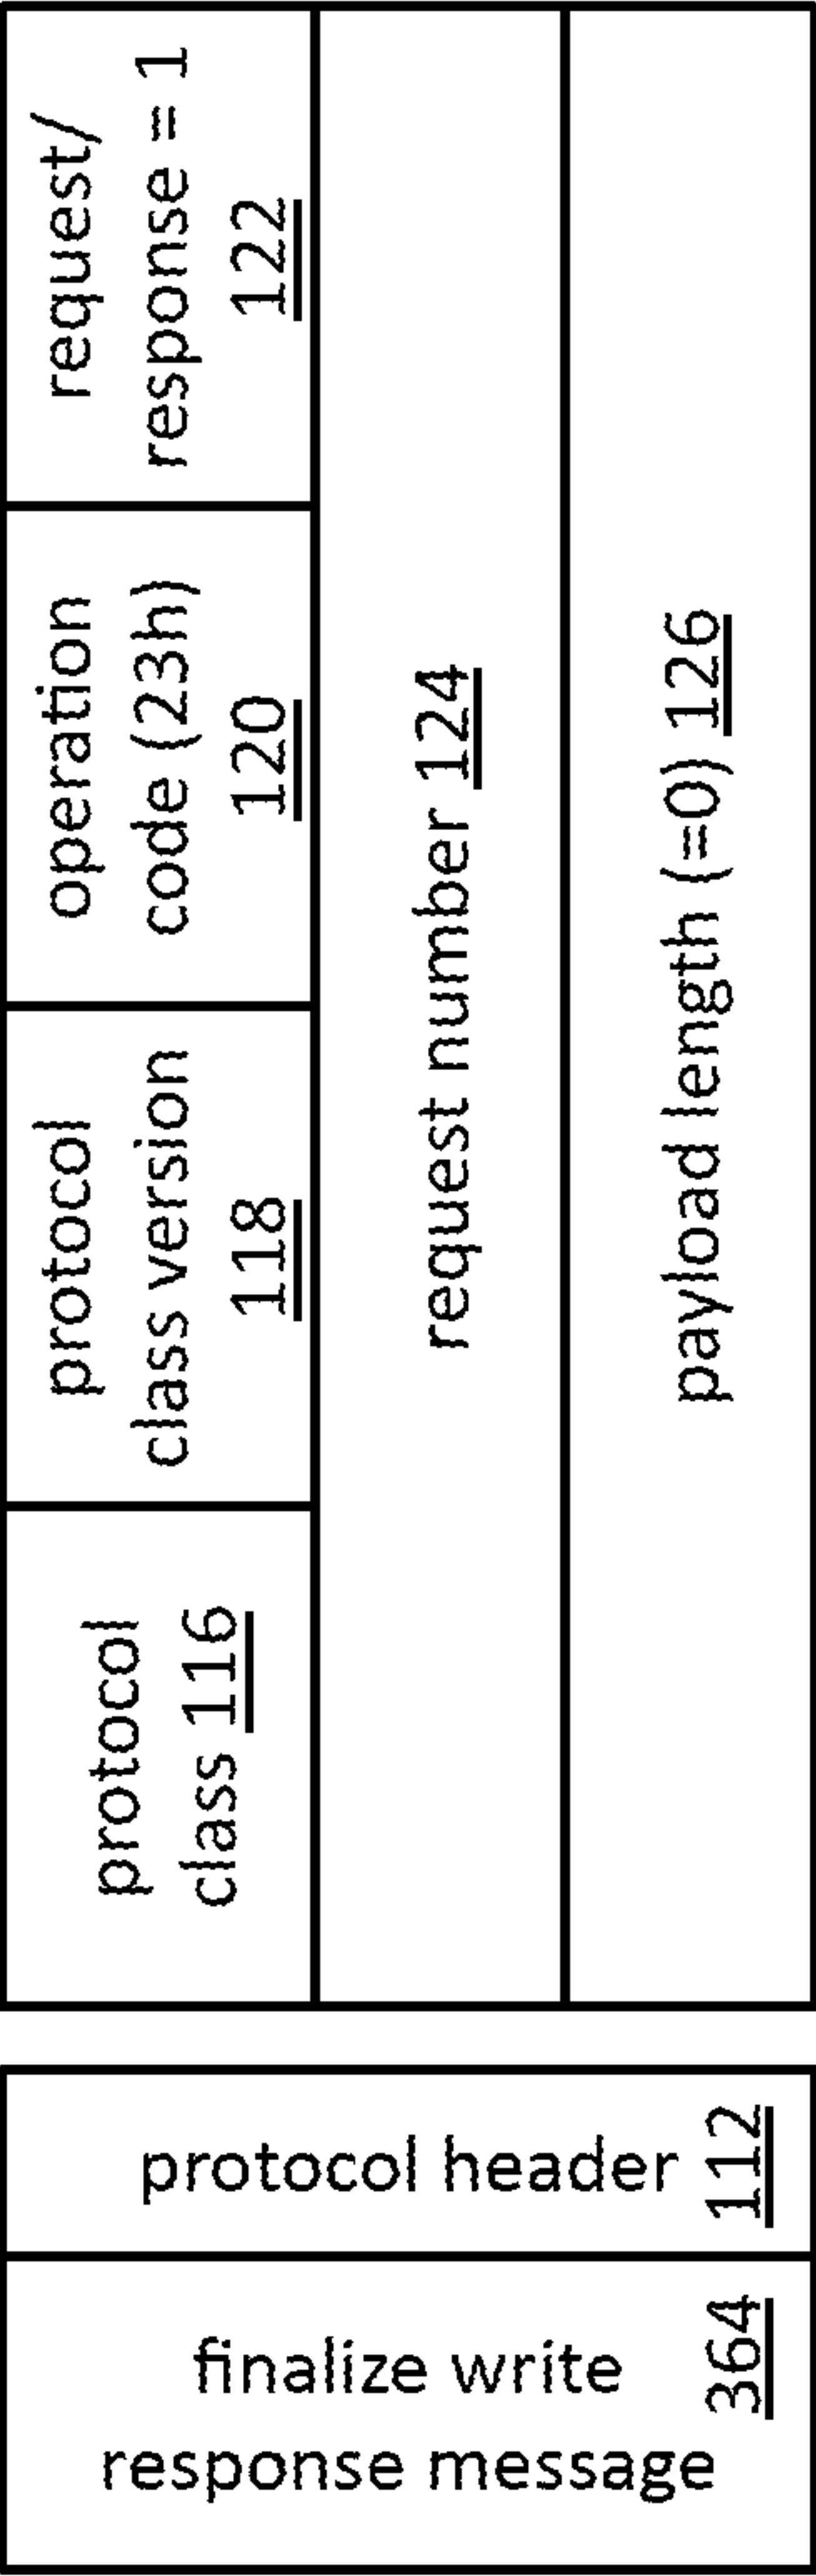 finalize write
response message
364
protocol header 112
protocol
class 116
protocol
class version
118
operation
code (23h)
120
request/
response = 1
122
request number 124
payload length (=0) 126